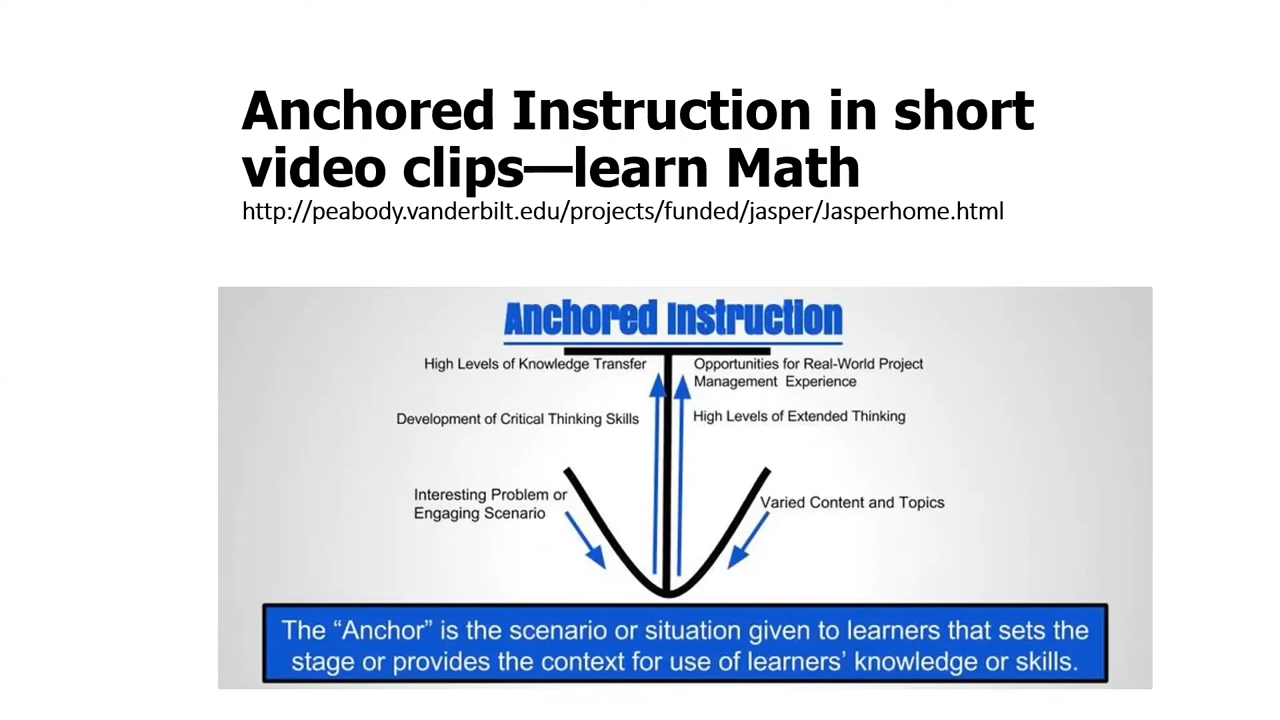 Anchored Instruction in short
video clips—learn Math
http://peabody.vanderbilt.edu/projects/funded/jasper/Jasperhome.html
Anchored Instruction
High Levels of Knowledge Transfer
Opportunities for Real-World Project
Management Experience
Development of Critical Thinking Skills
High Levels of Extended Thinking
Interesting Problem or
Engaging Scenario
Varied Content and Topics
The “Anchor” is the scenario or situation given to learners that sets the
stage or provides the context for use of learners’ knowledge or skills.